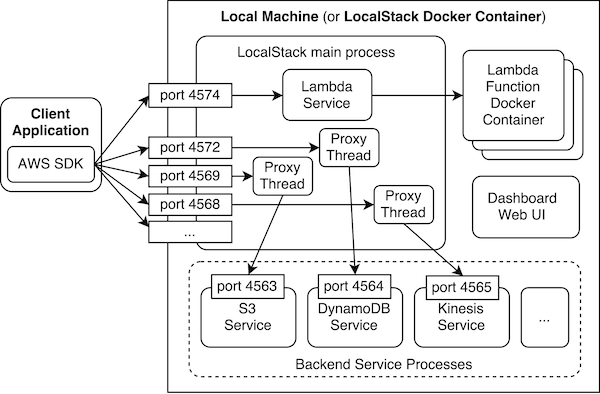 Local Machine (or LocalStack Docker Container)
LocalStack main process
Client
Application
AWS SDK
port 4574
port 4572
port 4569
port 4568
...
Lambda
Service
Proxy
Thread
Proxy
Thread
Proxy
Thread
Lambda
Function
Docker
Container
Dashboard
Web UI
port 4563
S3
Service
port 4564
DynamoDB
Service
port 4565
Kinesis
Service
...
Backend Service Processes